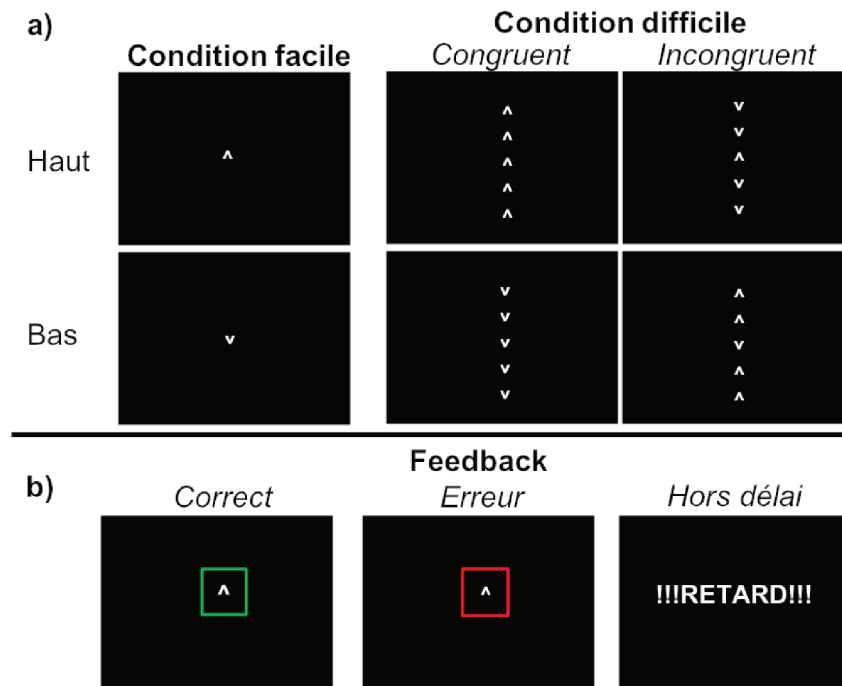 a)
Condition facile
Condition difficile
Congruent Incongruent
Haut
^
^
^
^
^
^
v
v
^
v
v
Bas
v
v
v
v
v
v
^
^
v
^
^
b)
Feedback
Correct Erreur Hors délai
^
^
!!!RETARD!!!